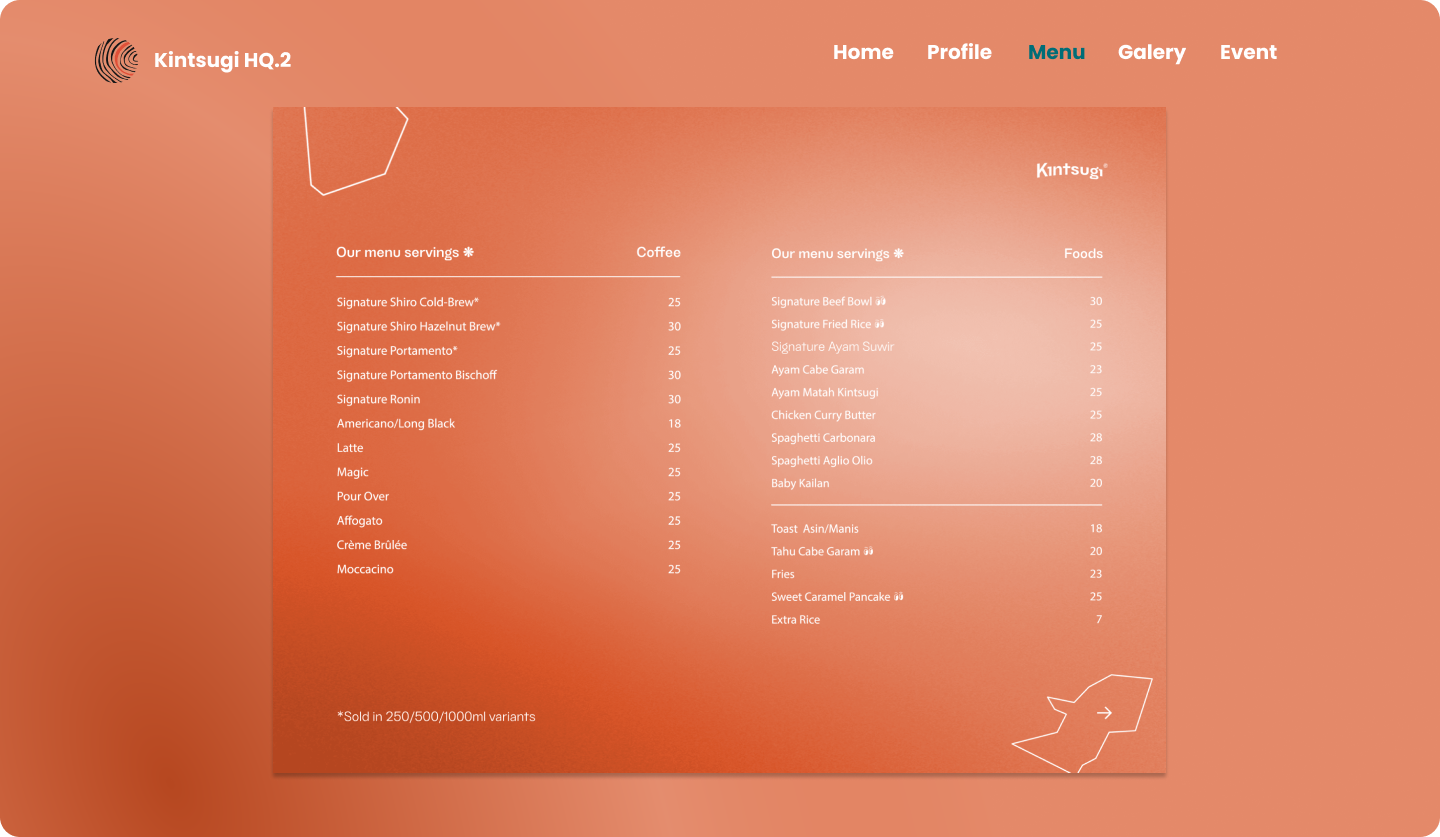 Kintsugi HQ.2
Home Profile Menu Galery Event
Kintsugi
Our menu servings ❋ Coffee
Signature Shiro Cold-Brew* 25
Signature Shiro Hazelnut Brew* 30
Signature Portamento* 25
Signature Portamento Bischoff 30
Signature Ronin 30
Americano/Long Black 18
Latte 25
Magic 25
Pour Over 25
Affogato 25
Crème Brûlée 25
Moccacino 25
*Sold in 250/500/1000ml variants
Our menu servings ❋ Foods
Signature Beef Bowl 30
Signature Fried Rice 25
Signature Ayam Suwir 25
Ayam Cabe Garam 23
Ayam Matah Kintsugi 25
Chicken Curry Butter 25
Spaghetti Carbonara 28
Spaghetti Aglio Olio 28
Baby Kailan 20
Toast  Asin/Manis 18
Tahu Cabe Garam 20
Fries 23
Sweet Caramel Pancake 25
Extra Rice 7